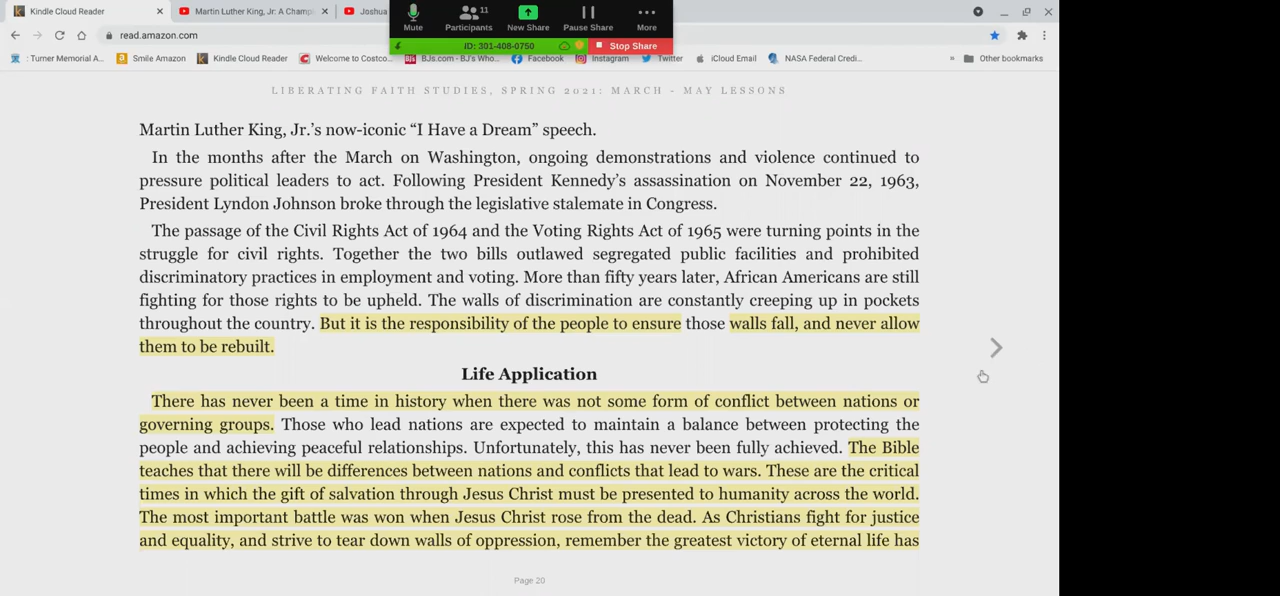 Kindle Cloud Reader
Martin Luther King, Jr: A Champ
Joshua
Mute
Participants
11
New Share
Pause Share
More
ID: 301-408-0750
Stop Share
read.amazon.com
: Turner Memorial A...
Smile Amazon
Kindle Cloud Reader
Welcome to Costco...
BJs.com - BJ's Who...
Facebook
Instagram
Twitter
iCloud Email
NASA Federal Credi...
Other bookmarks
LIBERATING FAITH STUDIES, SPRING 2021: MARCH - MAY LESSONS
Martin Luther King, Jr.’s now-iconic “I Have a Dream” speech.
In the months after the March on Washington, ongoing demonstrations and violence continued to
pressure political leaders to act. Following President Kennedy’s assassination on November 22, 1963,
President Lyndon Johnson broke through the legislative stalemate in Congress.
The passage of the Civil Rights Act of 1964 and the Voting Rights Act of 1965 were turning points in the
struggle for civil rights. Together the two bills outlawed segregated public facilities and prohibited
discriminatory practices in employment and voting. More than fifty years later, African Americans are still
fighting for those rights to be upheld. The walls of discrimination are constantly creeping up in pockets
throughout the country. But it is the responsibility of the people to ensure those walls fall, and never allow
them to be rebuilt.
Life Application
There has never been a time in history when there was not some form of conflict between nations or
governing groups. Those who lead nations are expected to maintain a balance between protecting the
people and achieving peaceful relationships. Unfortunately, this has never been fully achieved. The Bible
teaches that there will be differences between nations and conflicts that lead to wars. These are the critical
times in which the gift of salvation through Jesus Christ must be presented to humanity across the world.
The most important battle was won when Jesus Christ rose from the dead. As Christians fight for justice
and equality, and strive to tear down walls of oppression, remember the greatest victory of eternal life has
Page 20